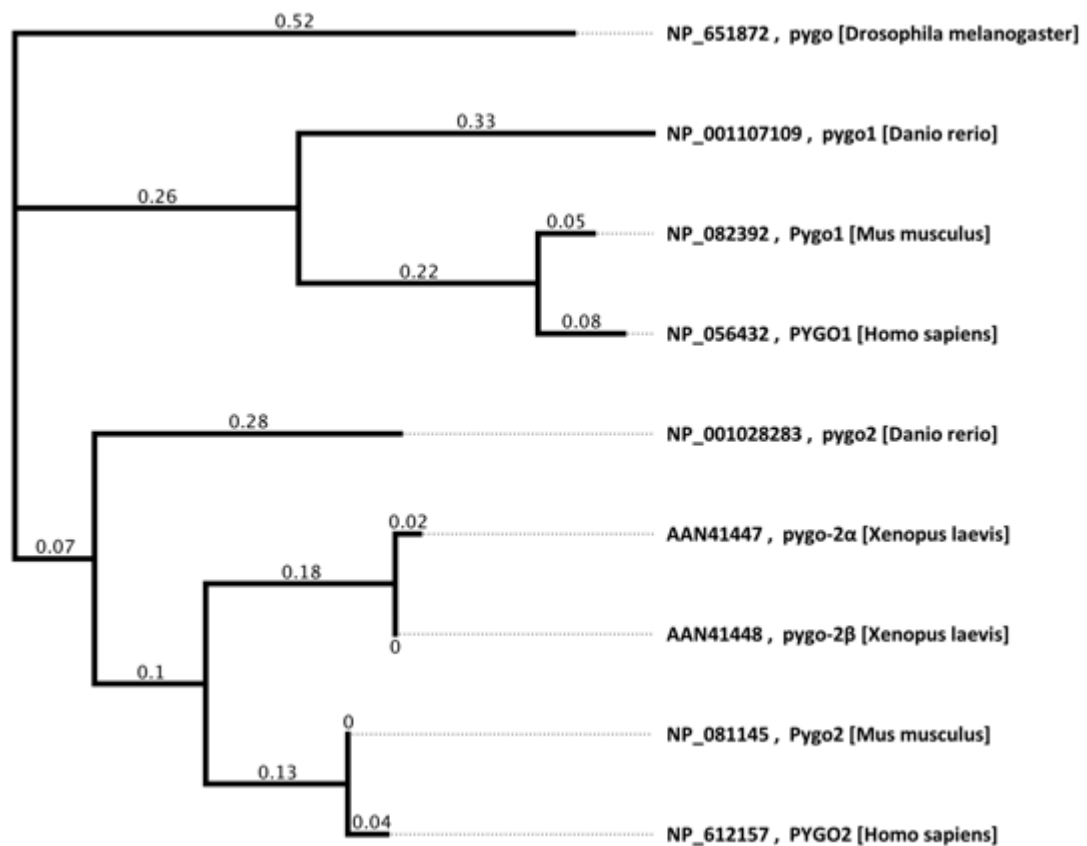 0.52
NP_651872 , pygo [Drosophila melanogaster]
0.33
NP_001107109 , pygo1 [Danio rerio]
0.26
0.05
NP_082392 , Pygo1 [Mus musculus]
0.22
0.08
NP_056432 , PYGO1 [Homo sapiens]
0.28
NP_001028283 , pygo2 [Danio rerio]
0.02
AAN41447 , pygo-2α [Xenopus laevis]
0.07
0.18
AAN41448 , pygo-2β [Xenopus laevis]
0
0.1
0
NP_081145 , Pygo2 [Mus musculus]
0.13
0.04
NP_612157 , PYGO2 [Homo sapiens]